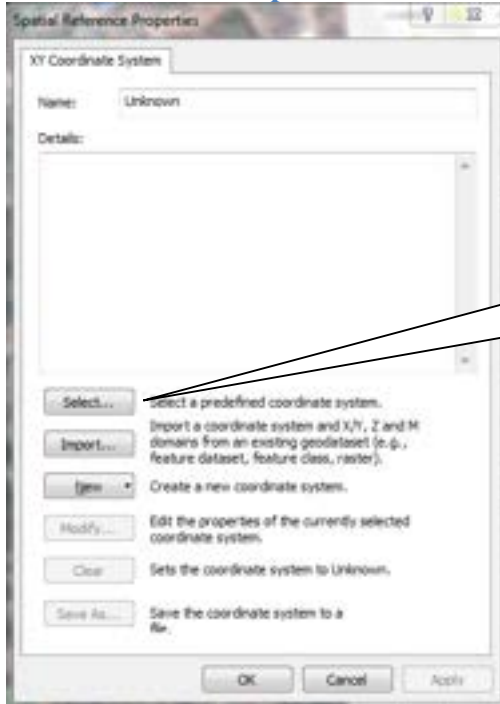 Spatial Reference Properties
XY Coordinate System
Name: Unknown
Details:
Select... Select a predefined coordinate system.
Import... Import a coordinate system and X/Y, Z and M
domains from an existing geodataset (e.g.,
feature dataset, feature class, raster).
New Create a new coordinate system.
Modify... Edit the properties of the currently selected
coordinate system.
Clear Sets the coordinate system to Unknown.
Save As... Save the coordinate system to a
file.
OK Cancel Apply